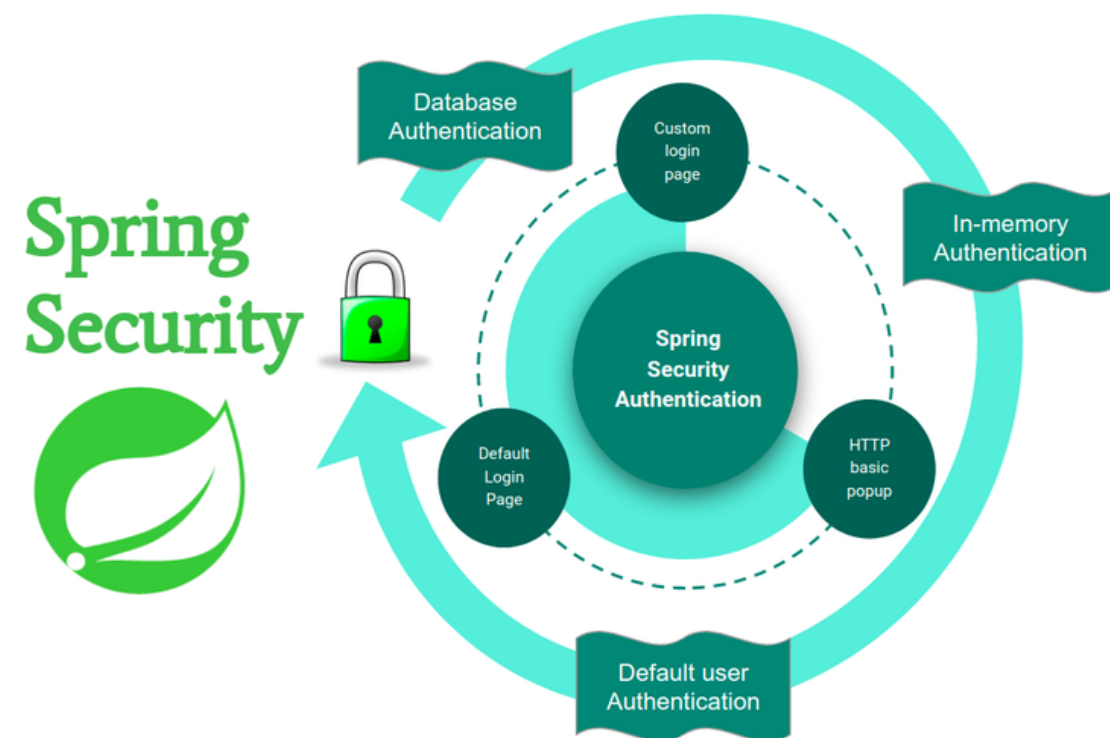 Spring
Security
Database
Authentication
Custom
login
page
In-memory
Authentication
Spring
Security
Authentication
Default
Login
Page
HTTP
basic
popup
Default user
Authentication